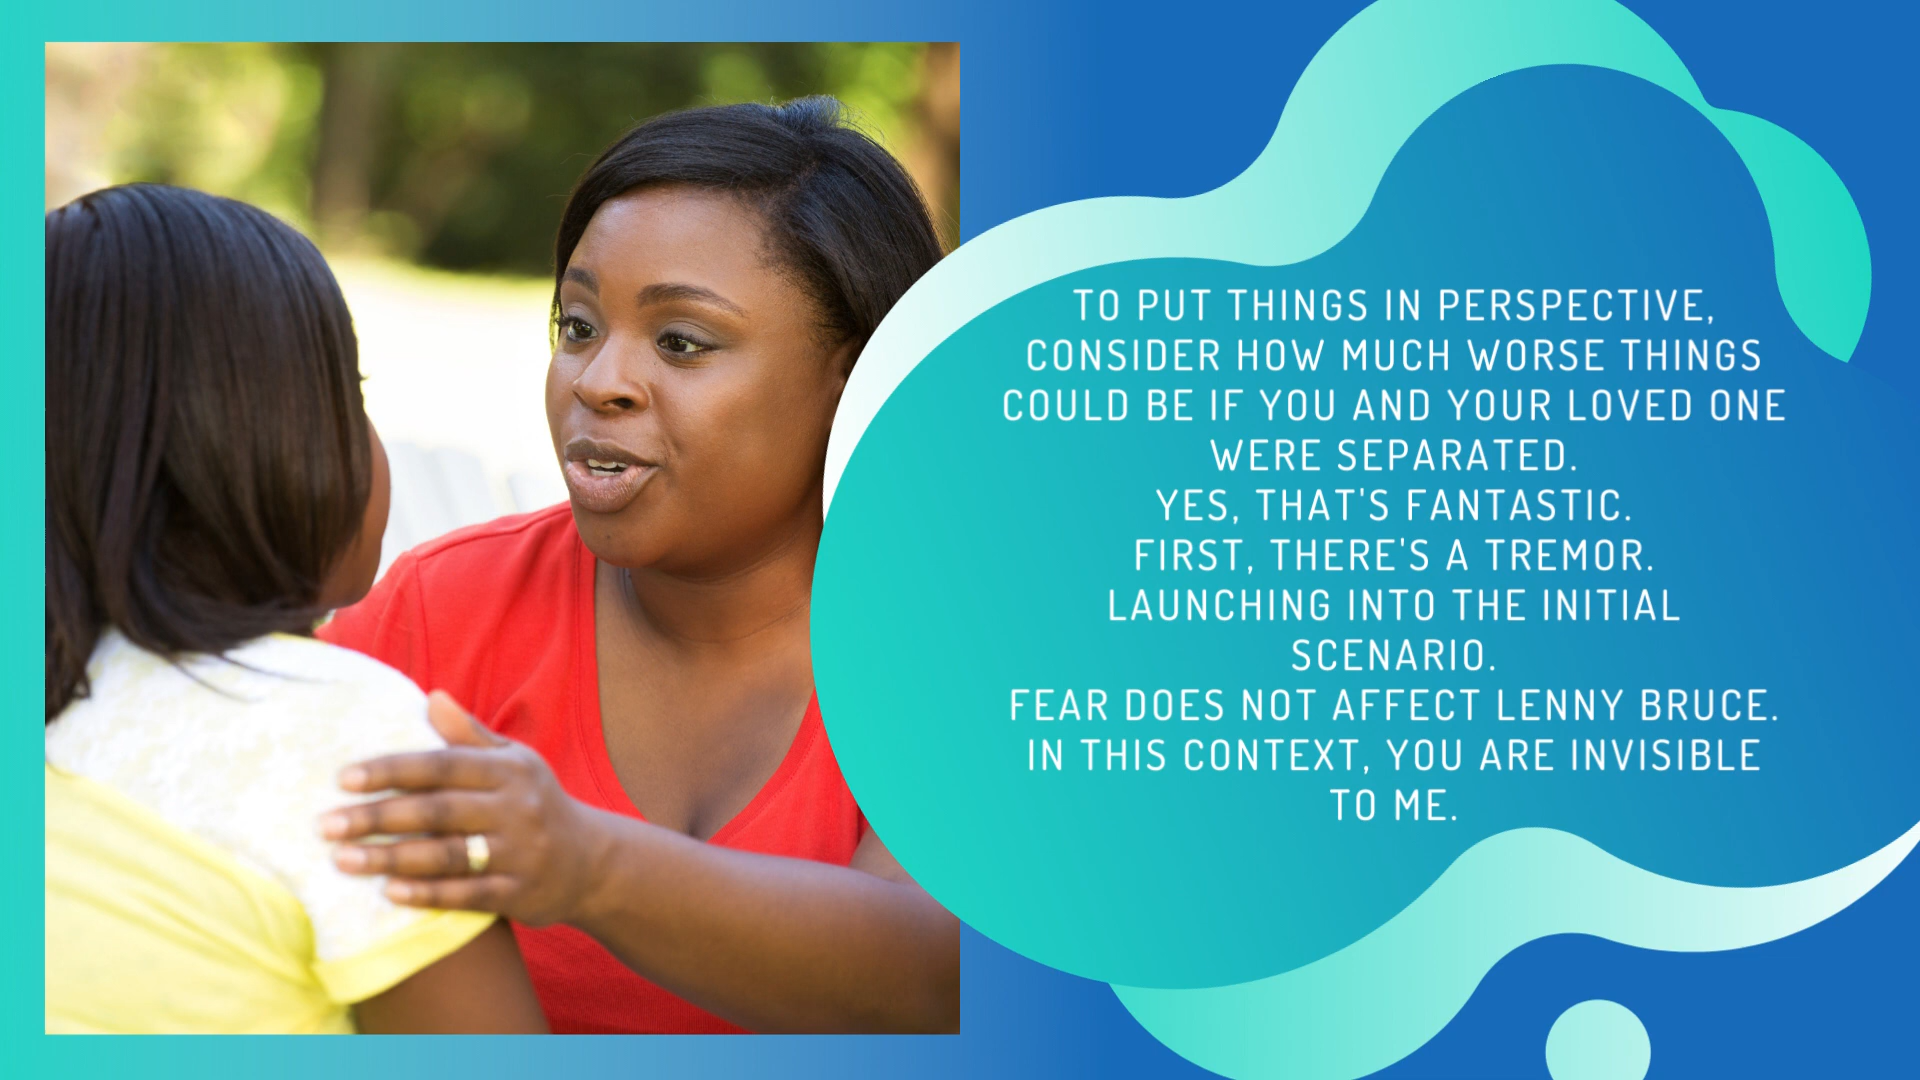 TO PUT THINGS IN PERSPECTIVE,
CONSIDER HOW MUCH WORSE THINGS
COULD BE IF YOU AND YOUR LOVED ONE
WERE SEPARATED.
YES, THAT'S FANTASTIC.
FIRST, THERE'S A TREMOR.
LAUNCHING INTO THE INITIAL
SCENARIO.
FEAR DOES NOT AFFECT LENNY BRUCE.
IN THIS CONTEXT, YOU ARE INVISIBLE
TO ME.